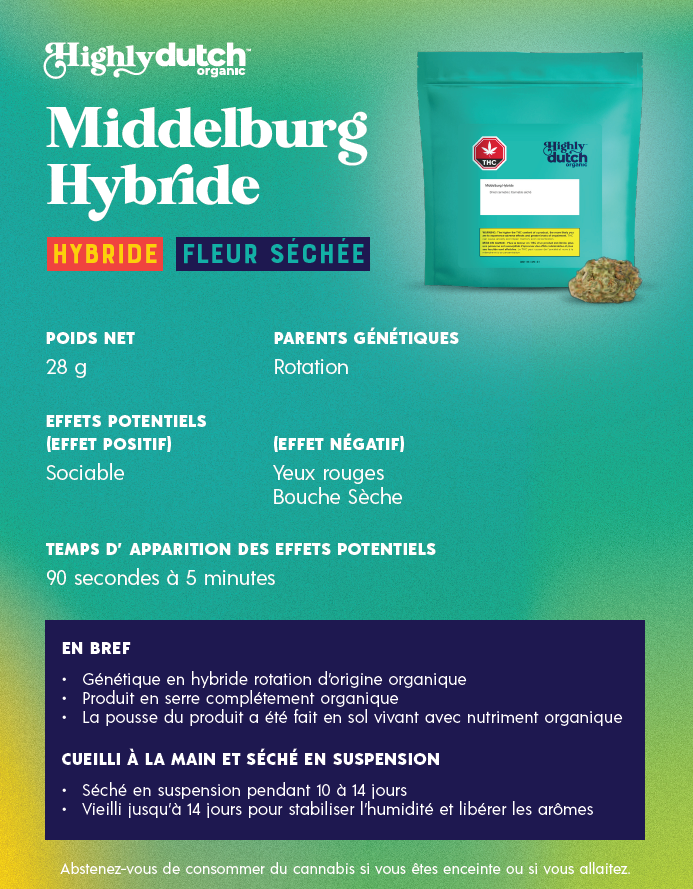 Highlydutch™
organic
Middelburg
Hybride
HYBRIDE FLEUR SÉCHÉE
THC
Highly
dutch
organic
Middelburg Hybride
POIDS NET
28 g
PARENTS GÉNÉTIQUES
Rotation
EFFETS POTENTIELS
(EFFET POSITIF)
Sociable
(EFFET NÉGATIF)
Yeux rouges
Bouche Sèche
TEMPS D’ APPARITION DES EFFETS POTENTIELS
90 secondes à 5 minutes
EN BREF
• Génétique en hybride rotation d’origine organique
• Produit en serre complétement organique
• La pousse du produit a été fait en sol vivant avec nutriment organique
CUEILLI À LA MAIN ET SÉCHÉ EN SUSPENSION
• Séché en suspension pendant 10 à 14 jours
• Vieilli jusqu’à 14 jours pour stabiliser l’humidité et libérer les arômes
Abstenez-vous de consommer du cannabis si vous êtes enceinte ou si vous allaitez.